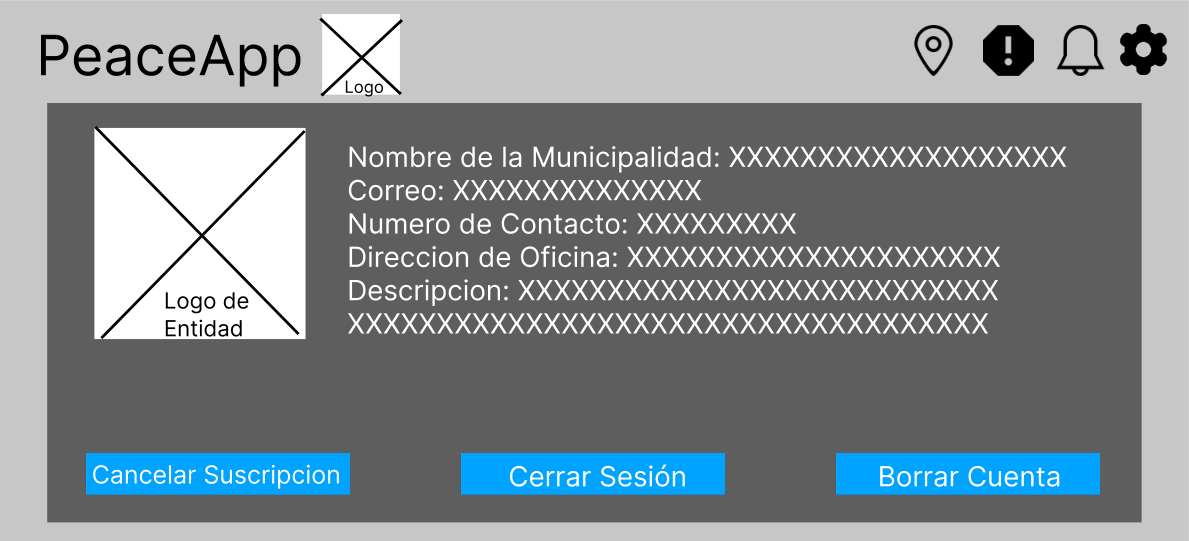 PeaceApp
Logo
Nombre de la Municipalidad: XXXXXXXXXXXXXXXXXXX
Correo: XXXXXXXXXXXXXX
Numero de Contacto: XXXXXXXXX
Direccion de Oficina: XXXXXXXXXXXXXXXXXXXXX
Descripcion: XXXXXXXXXXXXXXXXXXXXXXXXXXX
XXXXXXXXXXXXXXXXXXXXXXXXXXXXXXXXXXXX
Logo de
Entidad
Cancelar Suscripcion
Cerrar Sesión
Borrar Cuenta